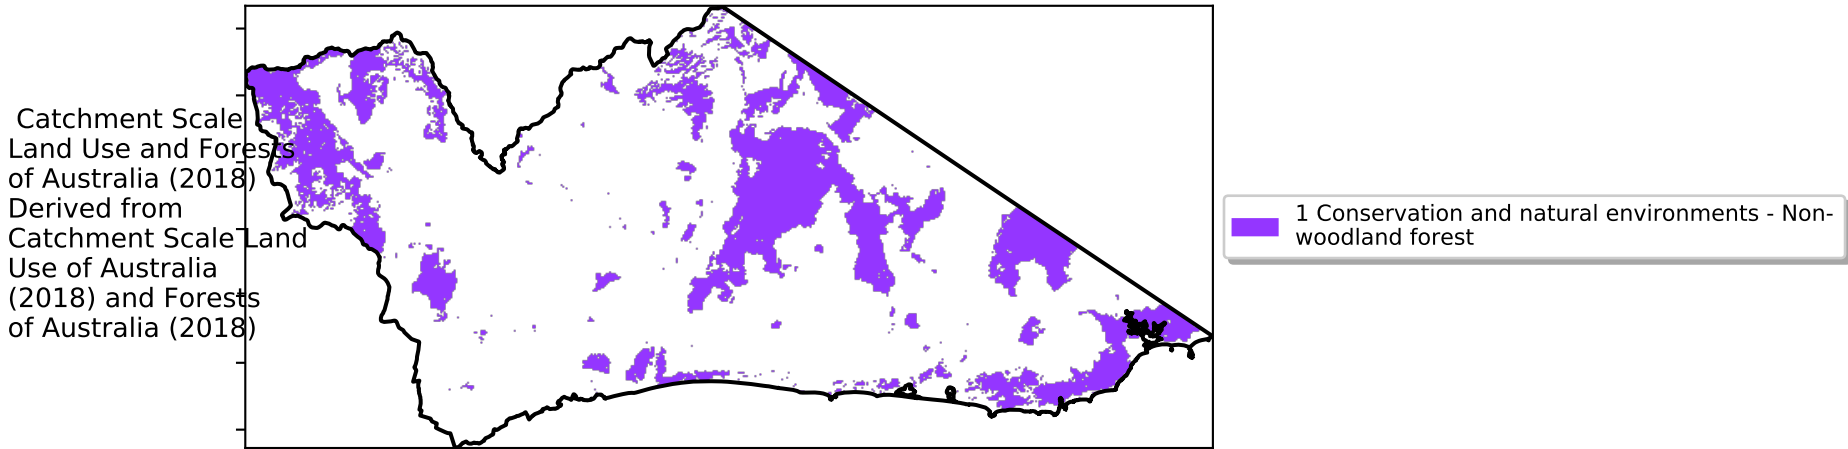 Catchment Scale
Land Use and Forests
of Australia (2018)
Derived from
Catchment Scale Land
Use of Australia
(2018) and Forests
of Australia (2018)
1 Conservation and natural environments - Non-
woodland forest